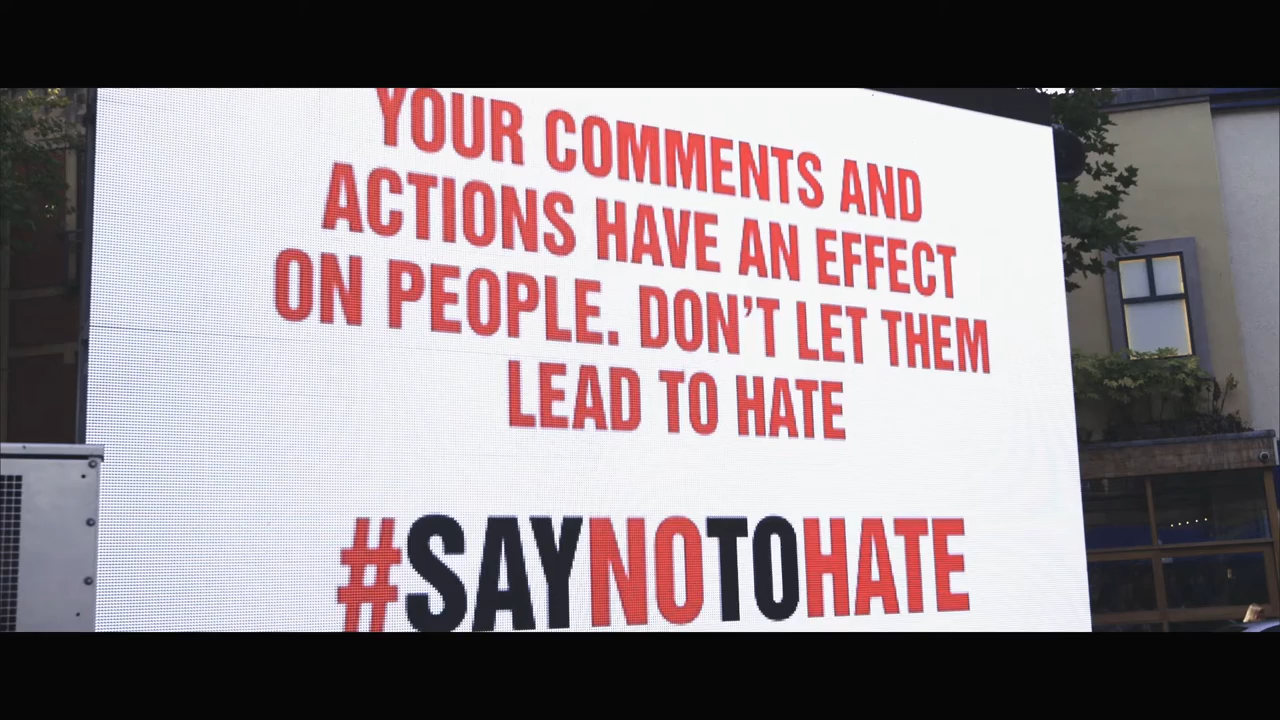 YOUR COMMENTS AND
ACTIONS HAVE AN EFFECT
ON PEOPLE. DON'T LET THEM
LEAD TO HATE
#SAYNOTOHATE